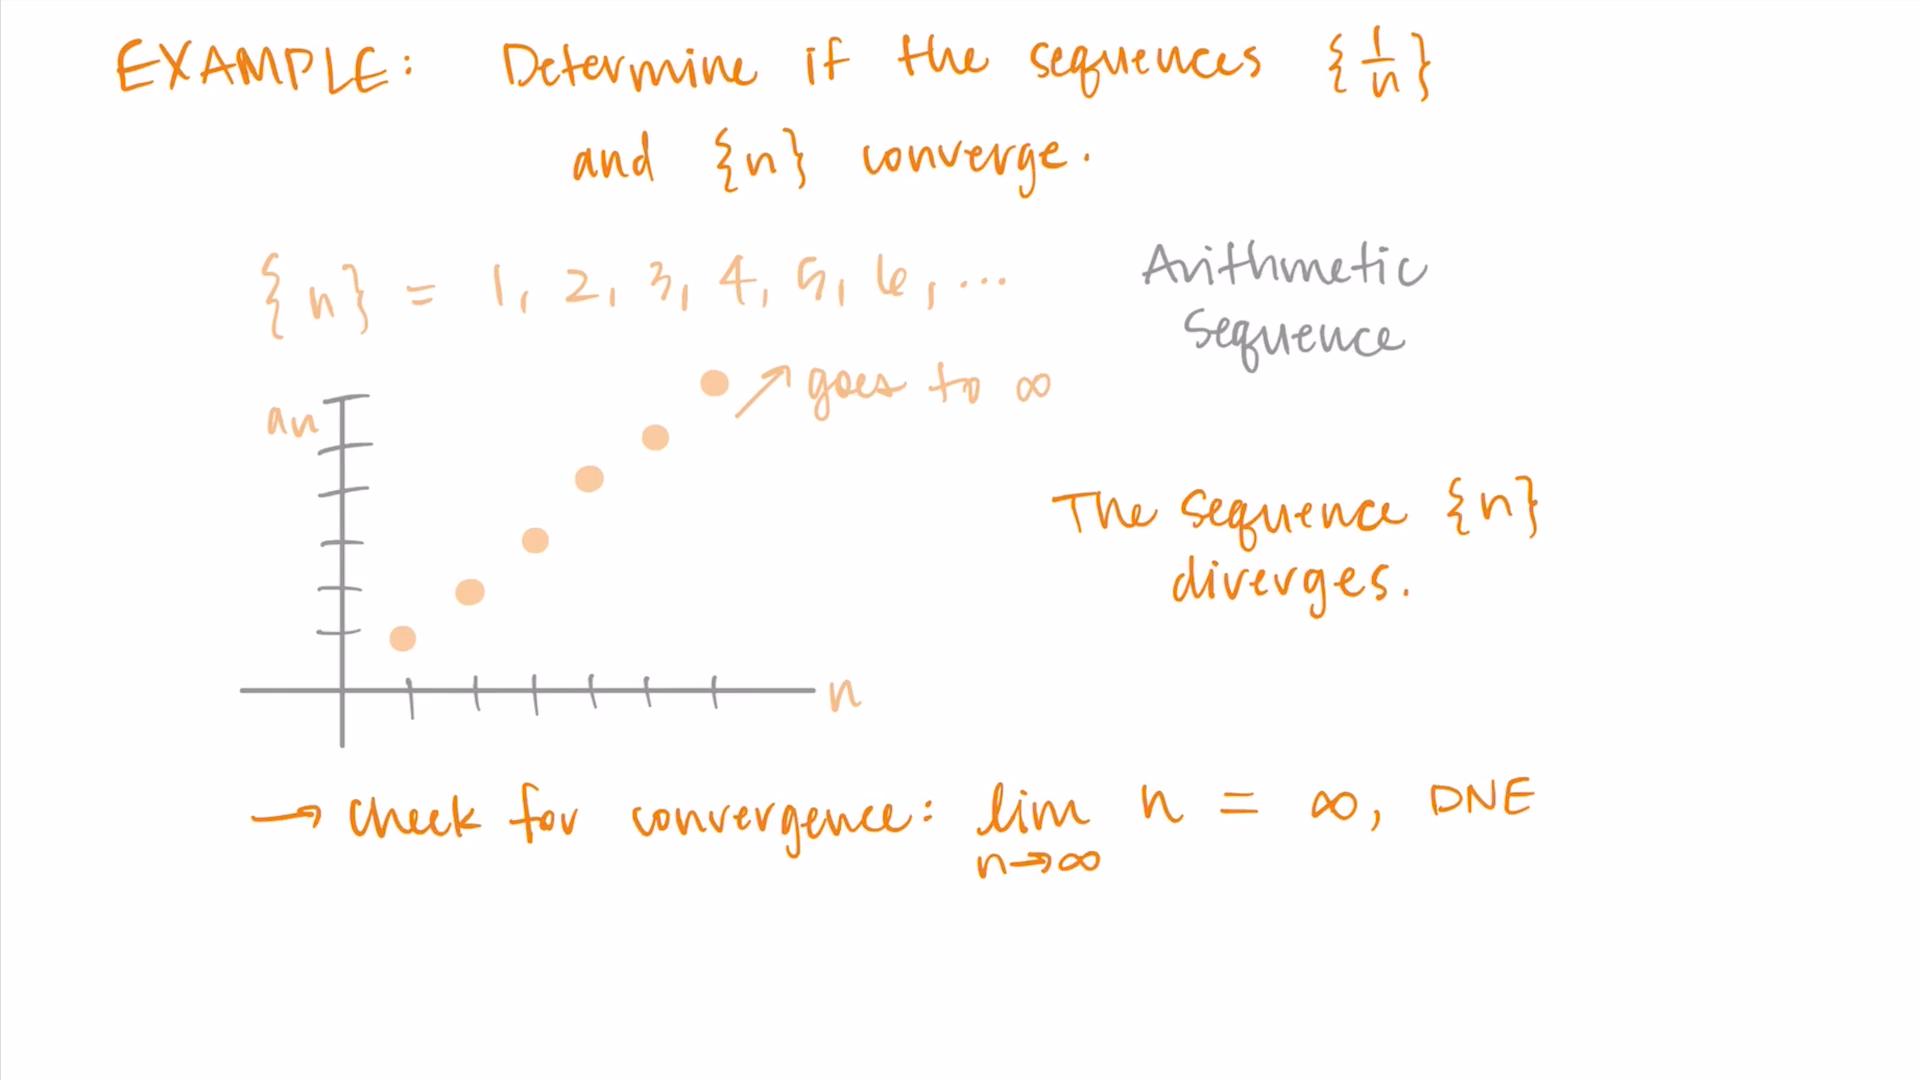 EXAMPLE: Determine if the sequences {1/n}
and {n} converge.
{n} = 1, 2, 3, 4, 5, 6, ...
Arithmetic
Sequence
an
↗ goes to ∞
The sequence {n}
diverges.
n
→ Check for convergence: lim n = ∞, DNE
n→∞